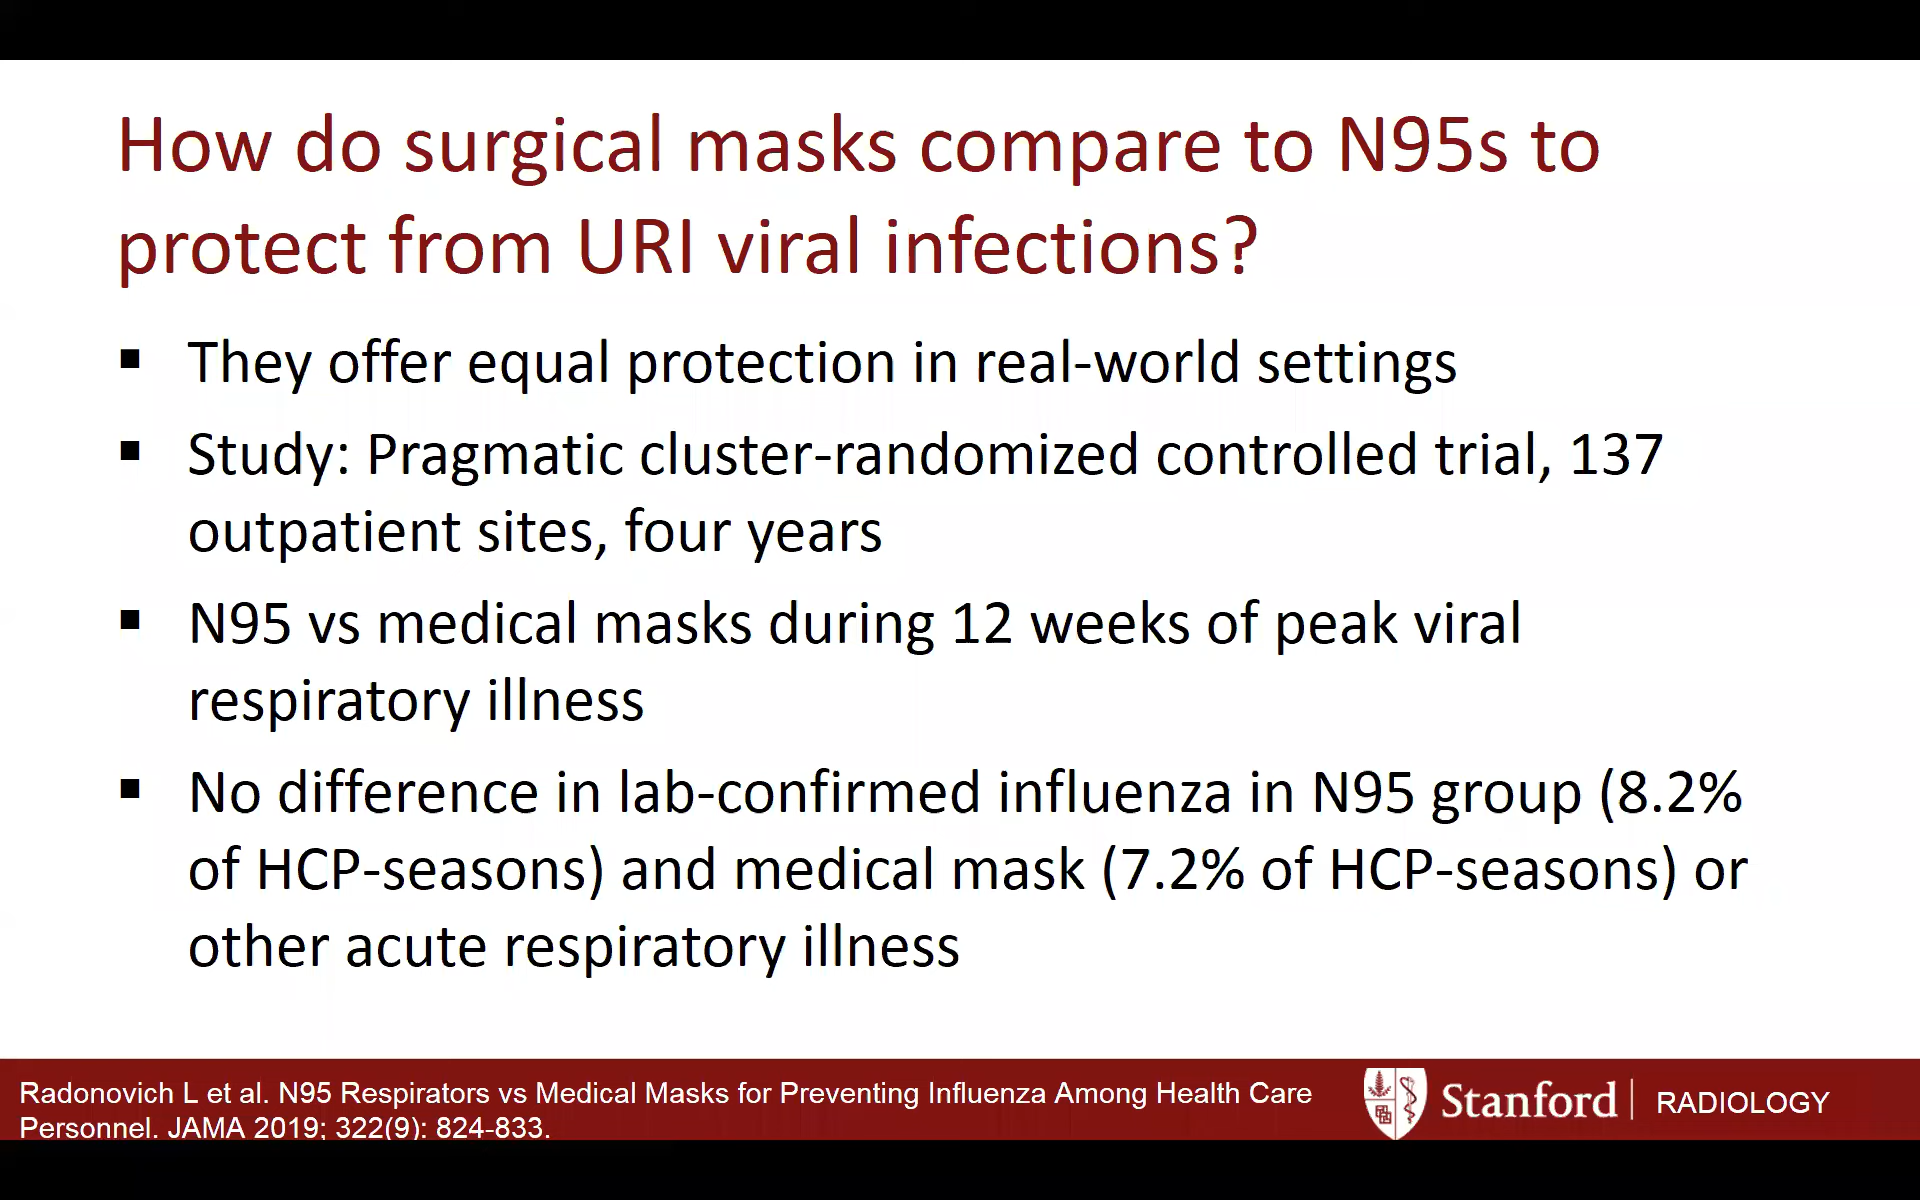 How do surgical masks compare to N95s to
protect from URI viral infections?
▪ They offer equal protection in real-world settings
▪ Study: Pragmatic cluster-randomized controlled trial, 137
outpatient sites, four years
▪ N95 vs medical masks during 12 weeks of peak viral
respiratory illness
▪ No difference in lab-confirmed influenza in N95 group (8.2%
of HCP-seasons) and medical mask (7.2% of HCP-seasons) or
other acute respiratory illness
Radonovich L et al. N95 Respirators vs Medical Masks for Preventing Influenza Among Health Care
Personnel. JAMA 2019; 322(9): 824-833.
Stanford | RADIOLOGY